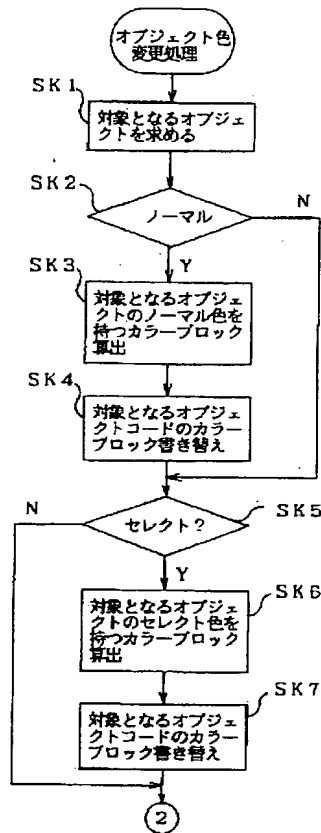 オブジェクト色
変更処理
SK1
対象となるオブジェ
クトを求める
SK2
ノーマル
N
Y
SK3
対象となるオブジェ
クトのノーマル色を
持つカラーブロック
算出
SK4
対象となるオブジェ
クトコードのカラー
ブロック書き替え
N
セレクト?
SK5
Y
SK6
対象となるオブジェ
クトのセレクト色を
持つカラーブロック
算出
SK7
対象となるオブジェ
クトコードのカラー
ブロック書き替え
2